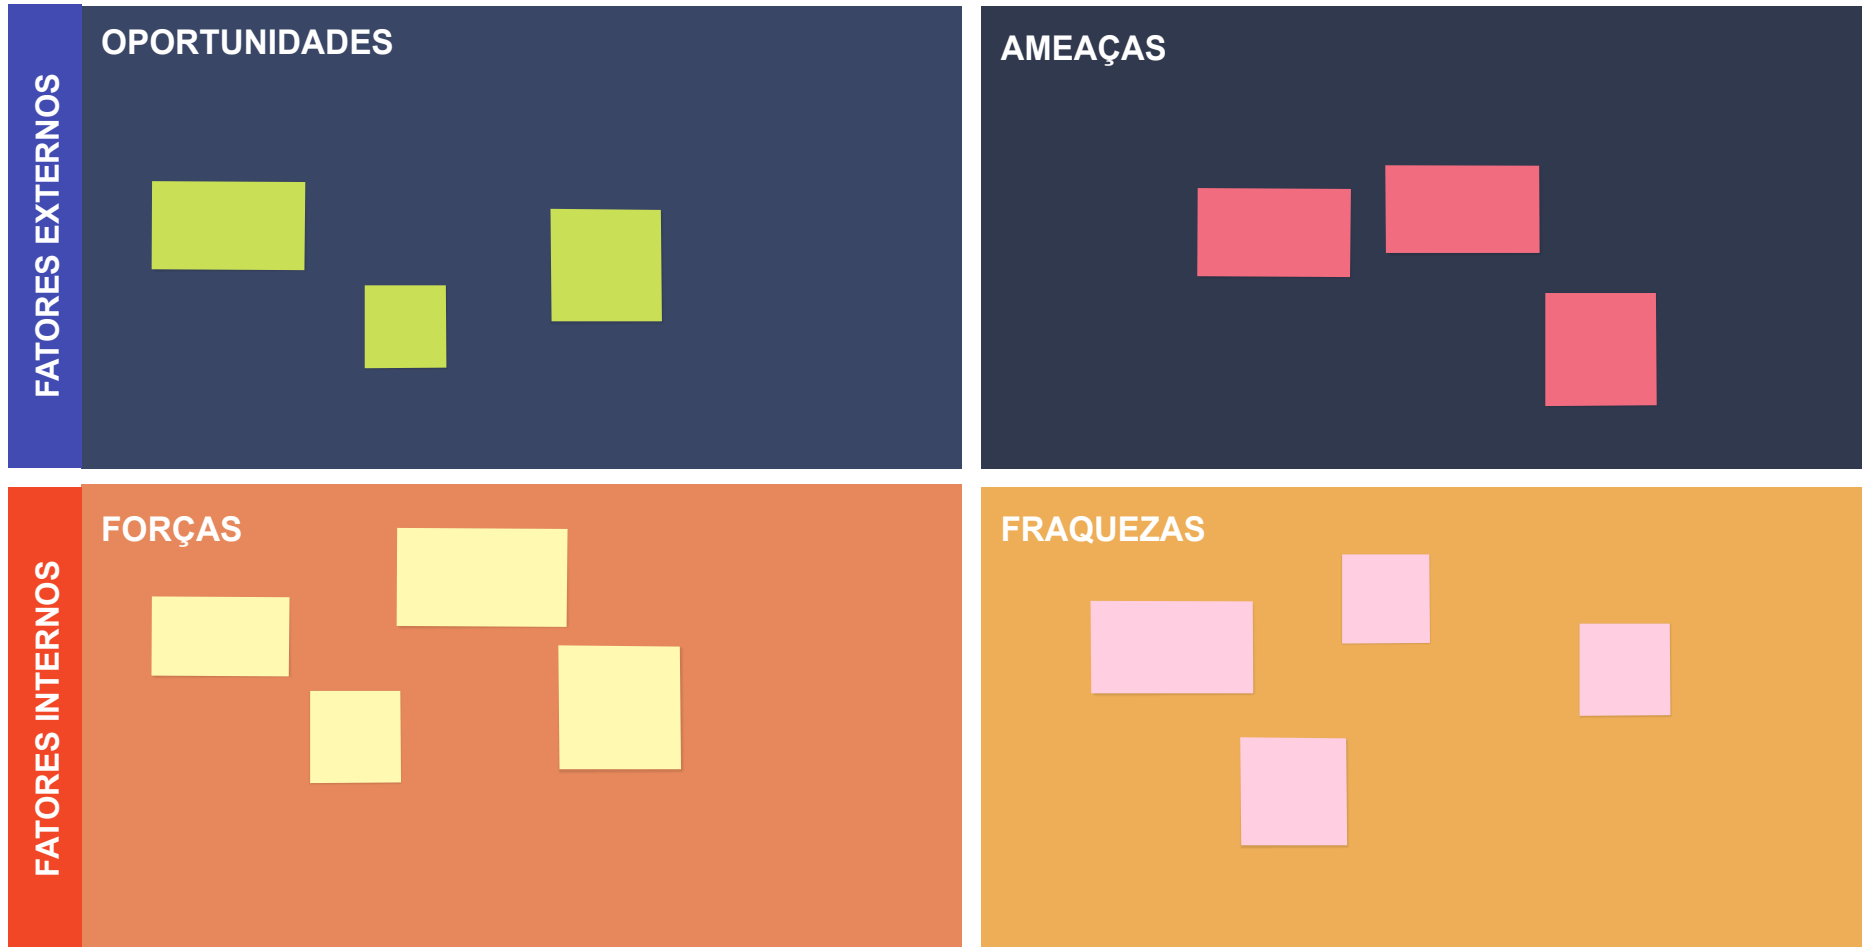 FATORES EXTERNOS
OPORTUNIDADES
AMEAÇAS
FATORES INTERNOS
FORÇAS
FRAQUEZAS